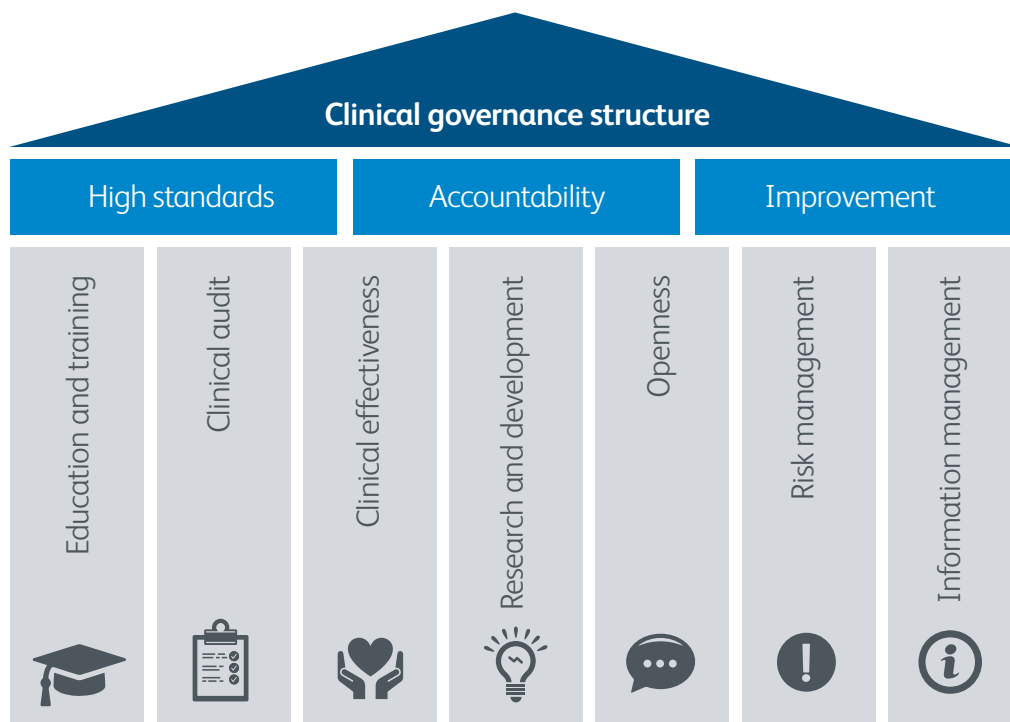 Clinical governance structure
High standards
Accountability
Improvement
Education and training
Clinical audit
Clinical effectiveness
Research and development
Openness
Risk management
Information management